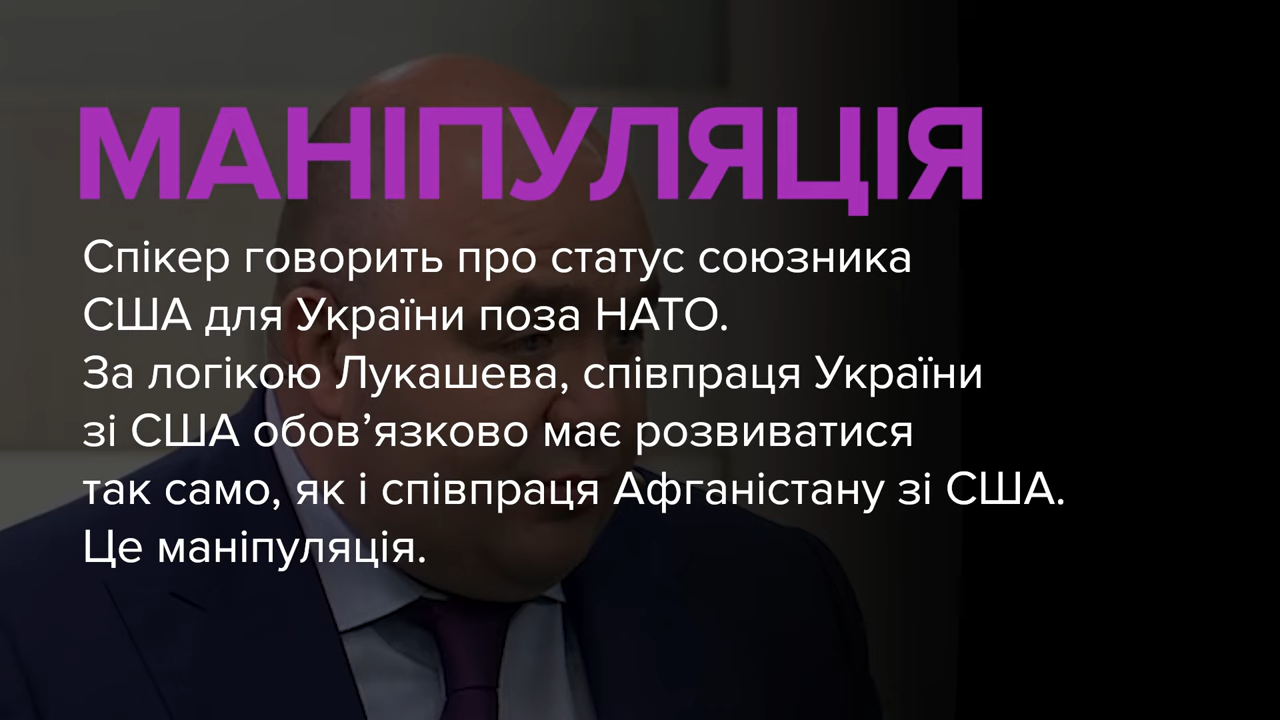 МАНІПУЛЯЦІЯ
Спікер говорить про статус союзника
США для України поза НАТО.
За логікою Лукашева, співпраця України
зі США обов’язково має розвиватися
так само, як і співпраця Афганістану зі США.
Це маніпуляція.